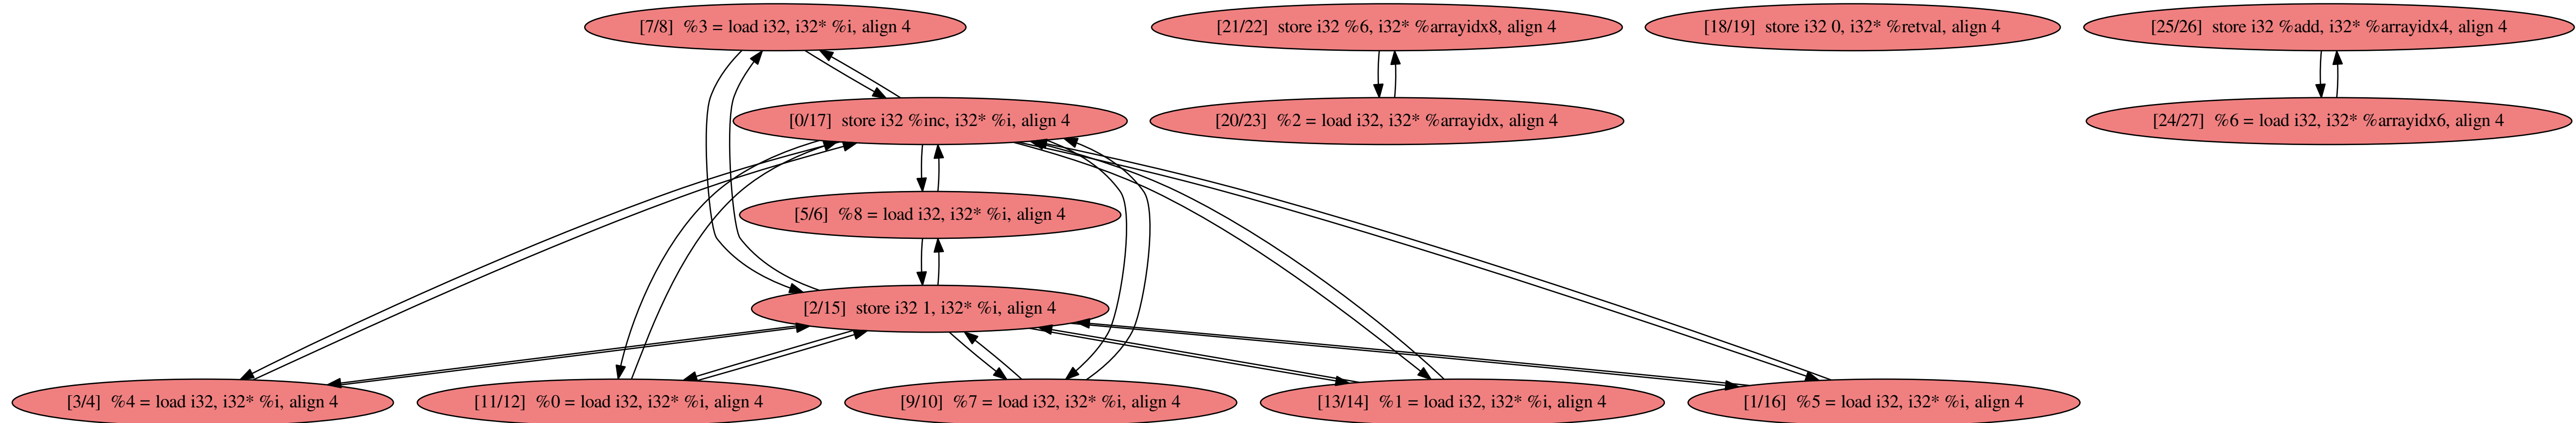 [7/8] %3 = load i32, i32* %i, align 4
[21/22] store i32 %6, i32* %arrayidx8, align 4
[18/19] store i32 0, i32* %retval, align 4
[25/26] store i32 %add, i32* %arrayidx4, align 4
[0/17] store i32 %inc, i32* %i, align 4
[20/23] %2 = load i32, i32* %arrayidx, align 4
[24/27] %6 = load i32, i32* %arrayidx6, align 4
[5/6] %8 = load i32, i32* %i, align 4
[2/15] store i32 1, i32* %i, align 4
[3/4] %4 = load i32, i32* %i, align 4
[11/12] %0 = load i32, i32* %i, align 4
[9/10] %7 = load i32, i32* %i, align 4
[13/14] %1 = load i32, i32* %i, align 4
[1/16] %5 = load i32, i32* %i, align 4